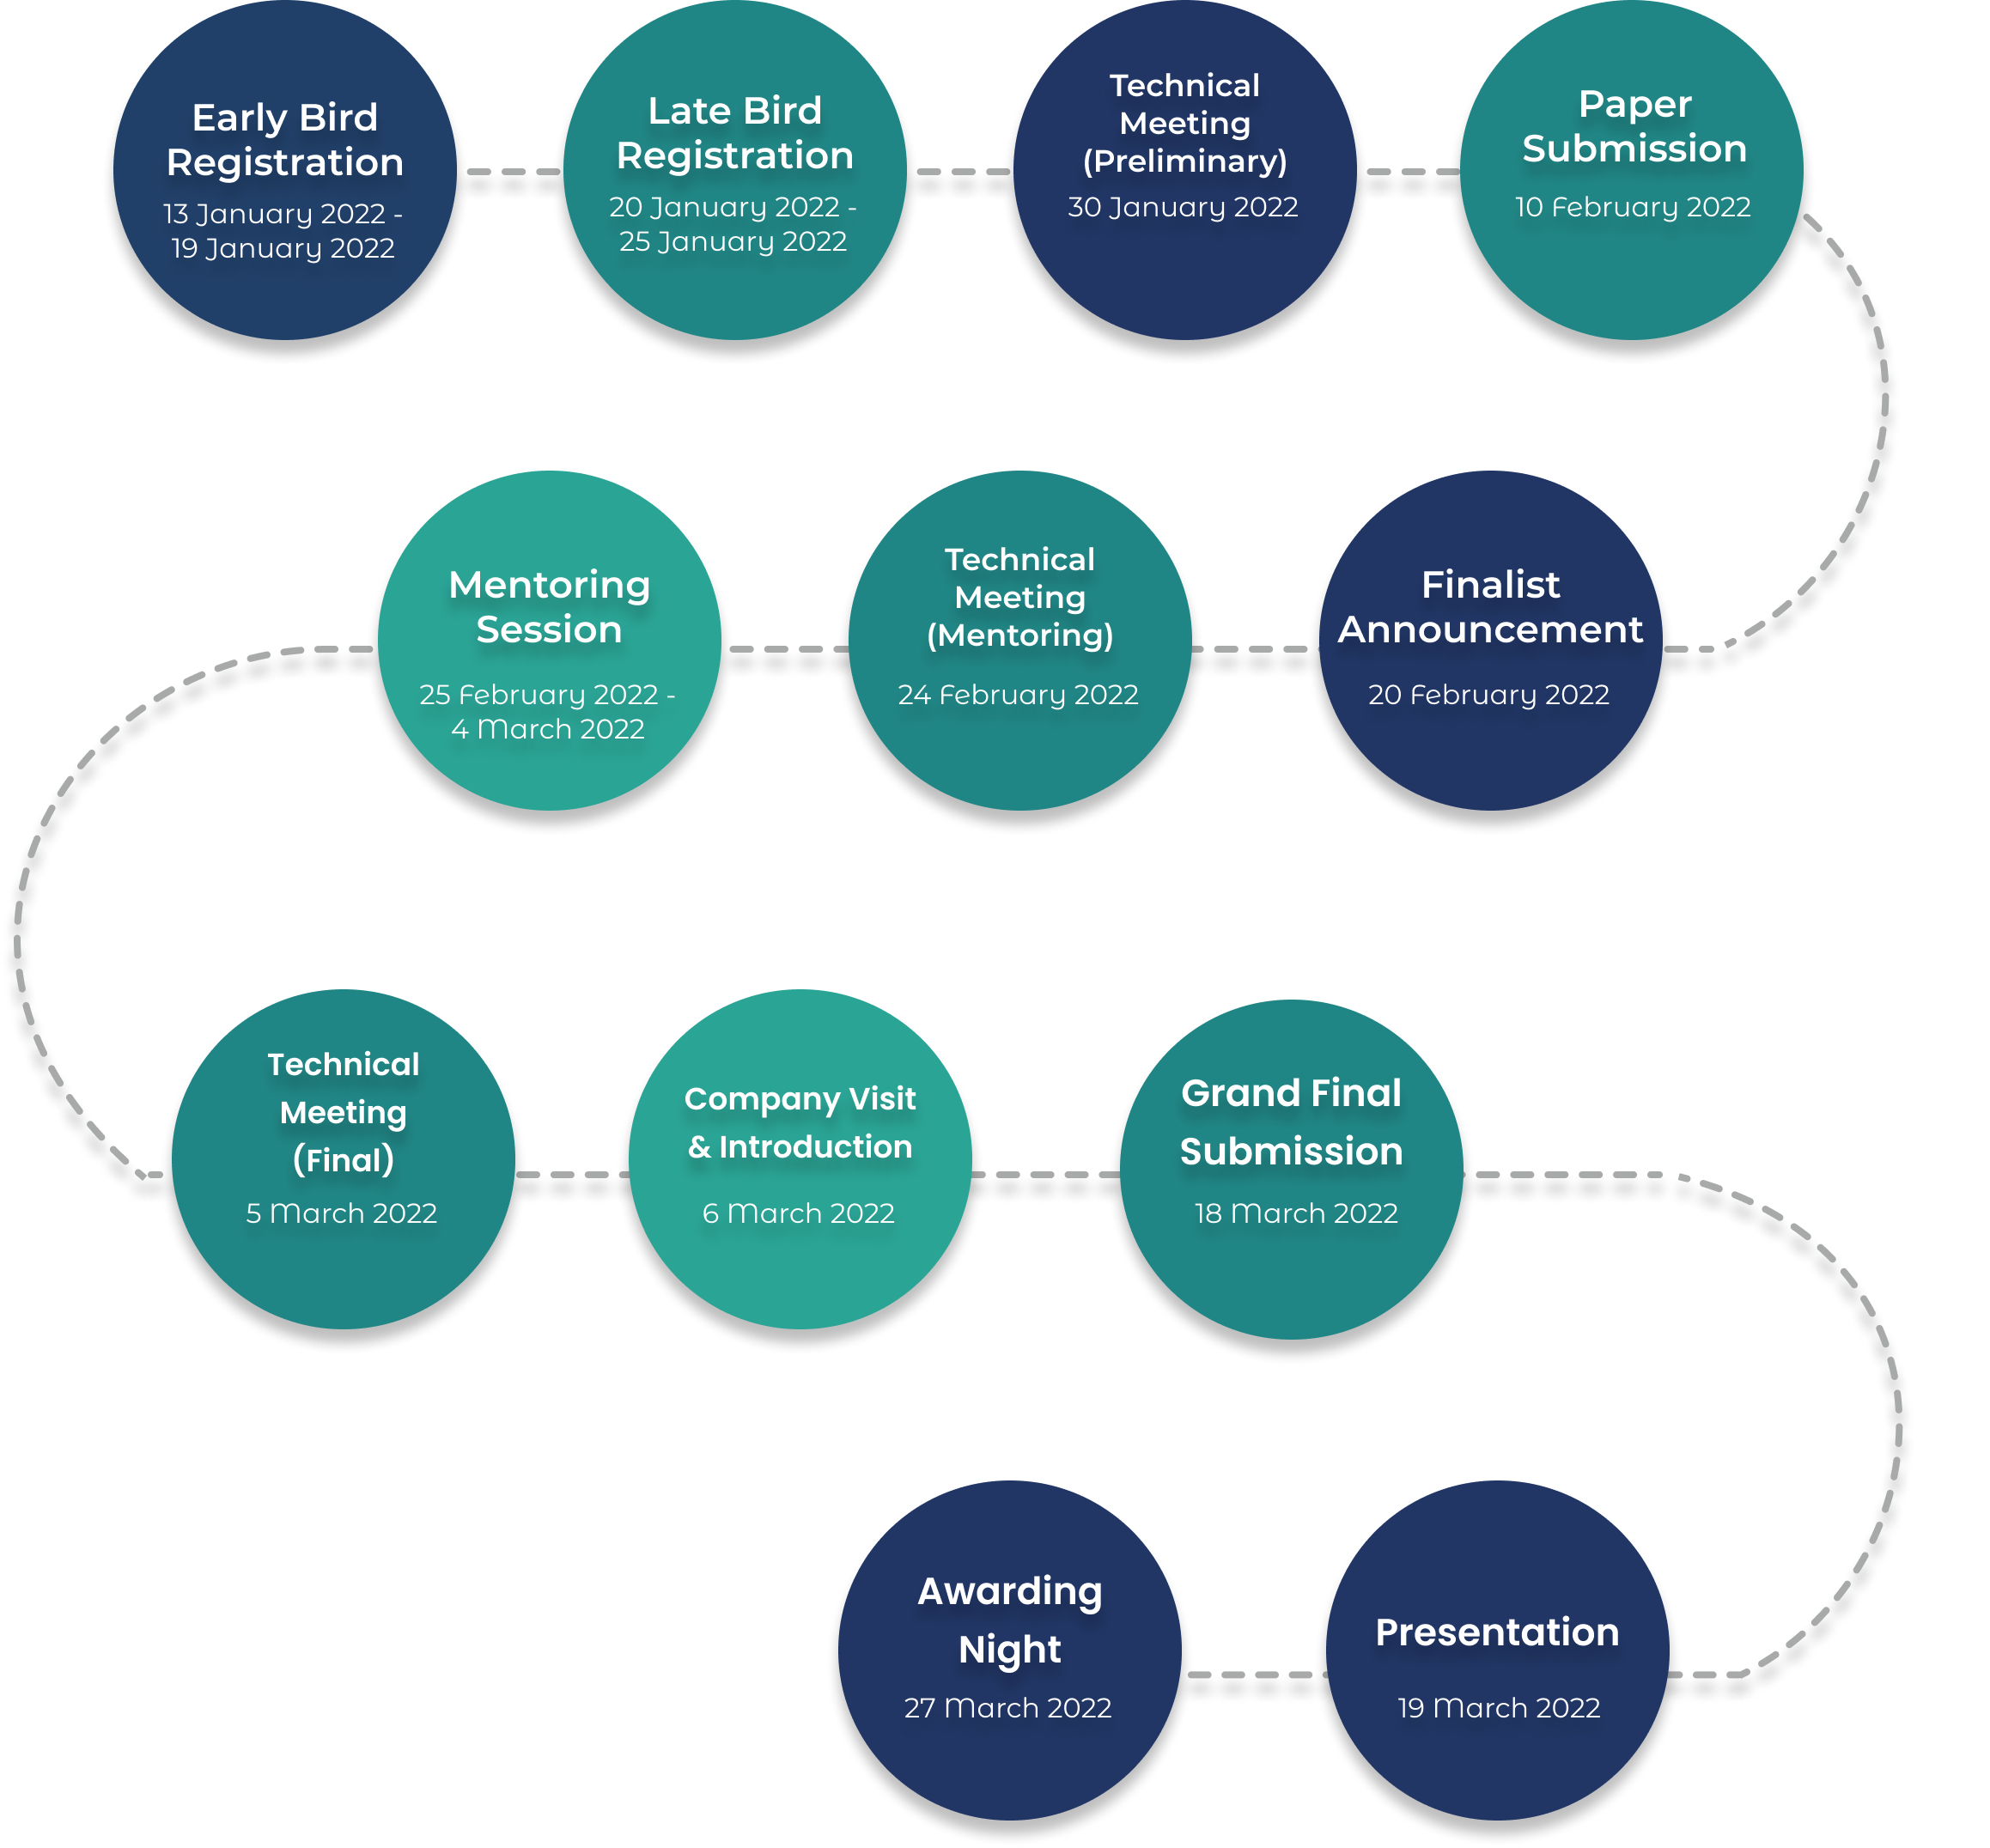 Early Bird
Registration
13 January 2022 -
19 January 2022
Late Bird
Registration
20 January 2022 -
25 January 2022
Technical
Meeting
(Preliminary)
30 January 2022
Paper
Submission
10 February 2022
Finalist
Announcement
20 February 2022
Technical
Meeting
(Mentoring)
24 February 2022
Mentoring
Session
25 February 2022 -
4 March 2022
Technical
Meeting
(Final)
5 March 2022
Company Visit
& Introduction
6 March 2022
Grand Final
Submission
18 March 2022
Presentation
19 March 2022
Awarding
Night
27 March 2022